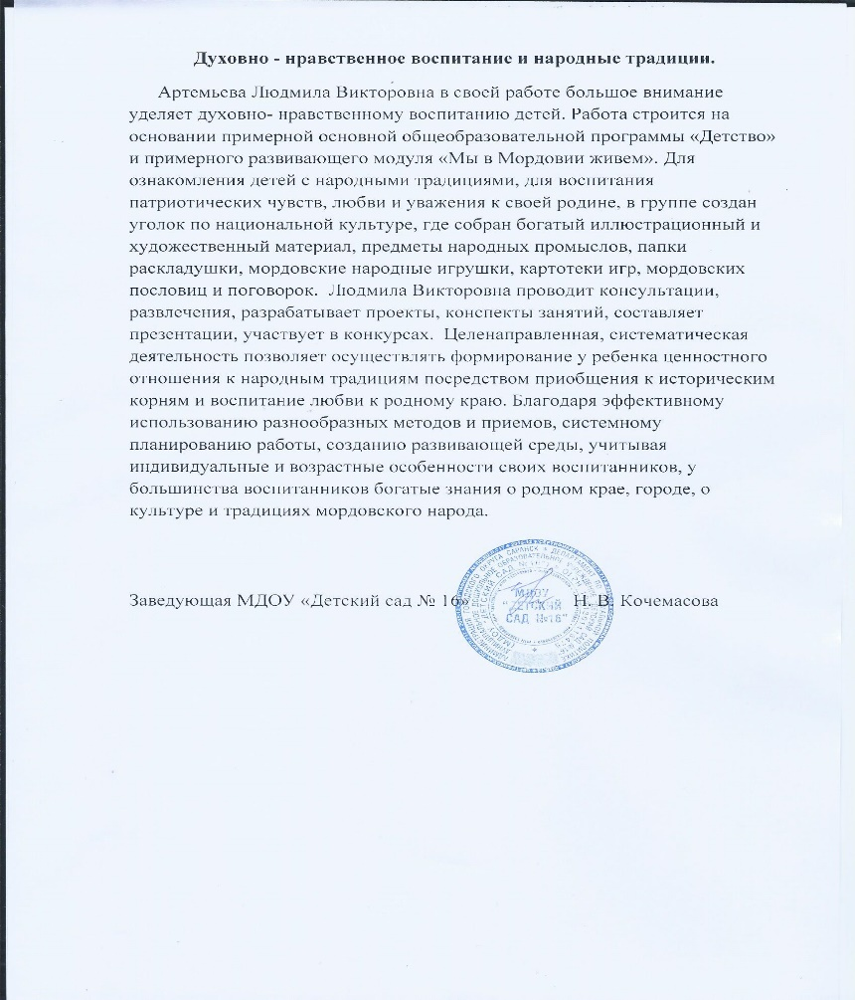 Духовно - нравственное воспитание и народные традиции.
Артемьева Людмила Викторовна в своей работе большое внимание
уделяет духовно- нравственному воспитанию детей. Работа строится на
основании примерной основной общеобразовательной программы «Детство»
и примерного развивающего модуля «Мы в Мордовии живем». Для
ознакомления детей с народными традициями, для воспитания
патриотических чувств, любви и уважения к своей родине, в группе создан
уголок по национальной культуре, где собран богатый иллюстрационный и
художественный материал, предметы народных промыслов, папки
раскладушки, мордовские народные игрушки, картотеки игр, мордовских
пословиц и поговорок. Людмила Викторовна проводит консультации,
развлечения, разрабатывает проекты, конспекты занятий, составляет
презентации, участвует в конкурсах. Целенаправленная, систематическая
деятельность позволяет осуществлять формирование у ребенка ценностного
отношения к народным традициям посредством приобщения к историческим
корням и воспитание любви к родному краю. Благодаря эффективному
использованию разнообразных методов и приемов, системному
планированию работы, созданию развивающей среды, учитывая
индивидуальные и возрастные особенности своих воспитанников, у
большинства воспитанников богатые знания о родном крае, городе, о
культуре и традициях мордовского народа.
Заведующая МДОУ «Детский сад № 16» Н. В. Кочемасова
МДОУ
"ДЕТСКИЙ
САД №16"